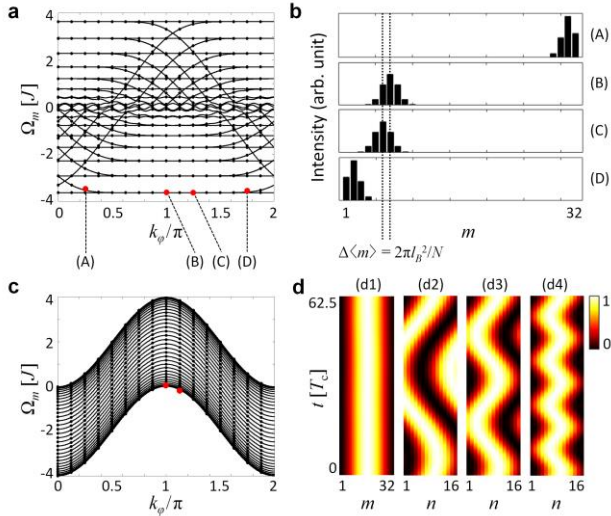 a
Ω_m [J]
4
2
0
-2
-4
0 0.5 1 1.5 2
k_φ/π
(A) (B) (C) (D)
b
Intensity (arb. unit)
(A)
(B)
(C)
(D)
1 32
m
Δ⟨m⟩ = 2πl_B²/N
c
Ω_m [J]
4
2
0
-2
-4
0 0.5 1 1.5 2
k_φ/π
d
(d1) (d2) (d3) (d4)
62.5
t [T_c]
0
1 32 1 16 1 16 1 16
m n n n
1
0